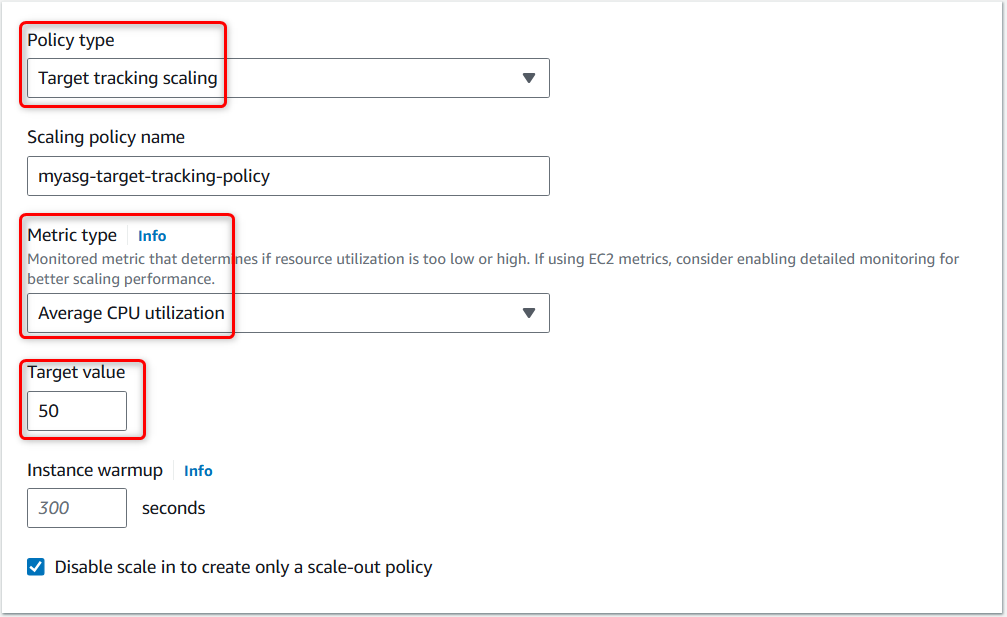 Policy type
Target tracking scaling
Scaling policy name
myasg-target-tracking-policy
Metric type Info
Monitored metric that determines if resource utilization is too low or high. If using EC2 metrics, consider enabling detailed monitoring for
better scaling performance.
Average CPU utilization
Target value
50
Instance warmup Info
300 seconds
Disable scale in to create only a scale-out policy